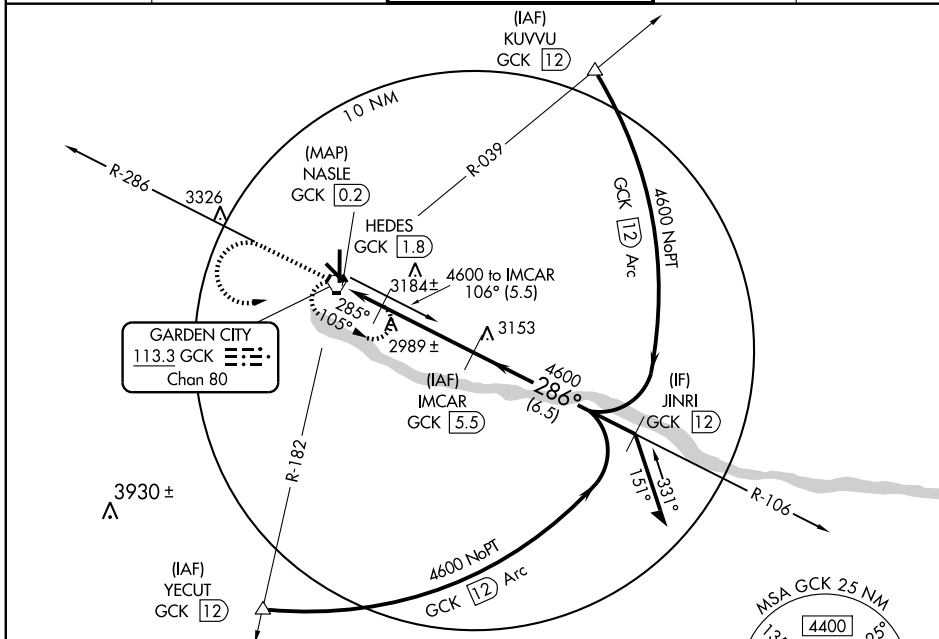 (IAF)
KUVVU
GCK 12
10 NM
R-286
3326
(MAP)
NASLE
GCK 0.2
R-039
HEDES
GCK 1.8
GCK 12 Arc
4600 NoPT
3184 ±
4600 to IMCAR
106° (5.5)
285°
105°
2989 ±
3153
GARDEN CITY
113.3 GCK
Chan 80
(IAF)
IMCAR
GCK 5.5
4600
286°
(6.5)
(IF)
JINRI
GCK 12
R-182
151°
331°
R-106
3930 ±
4600 NoPT
GCK 12 Arc
(IAF)
YECUT
GCK 12
MSA GCK 25 NM
4400